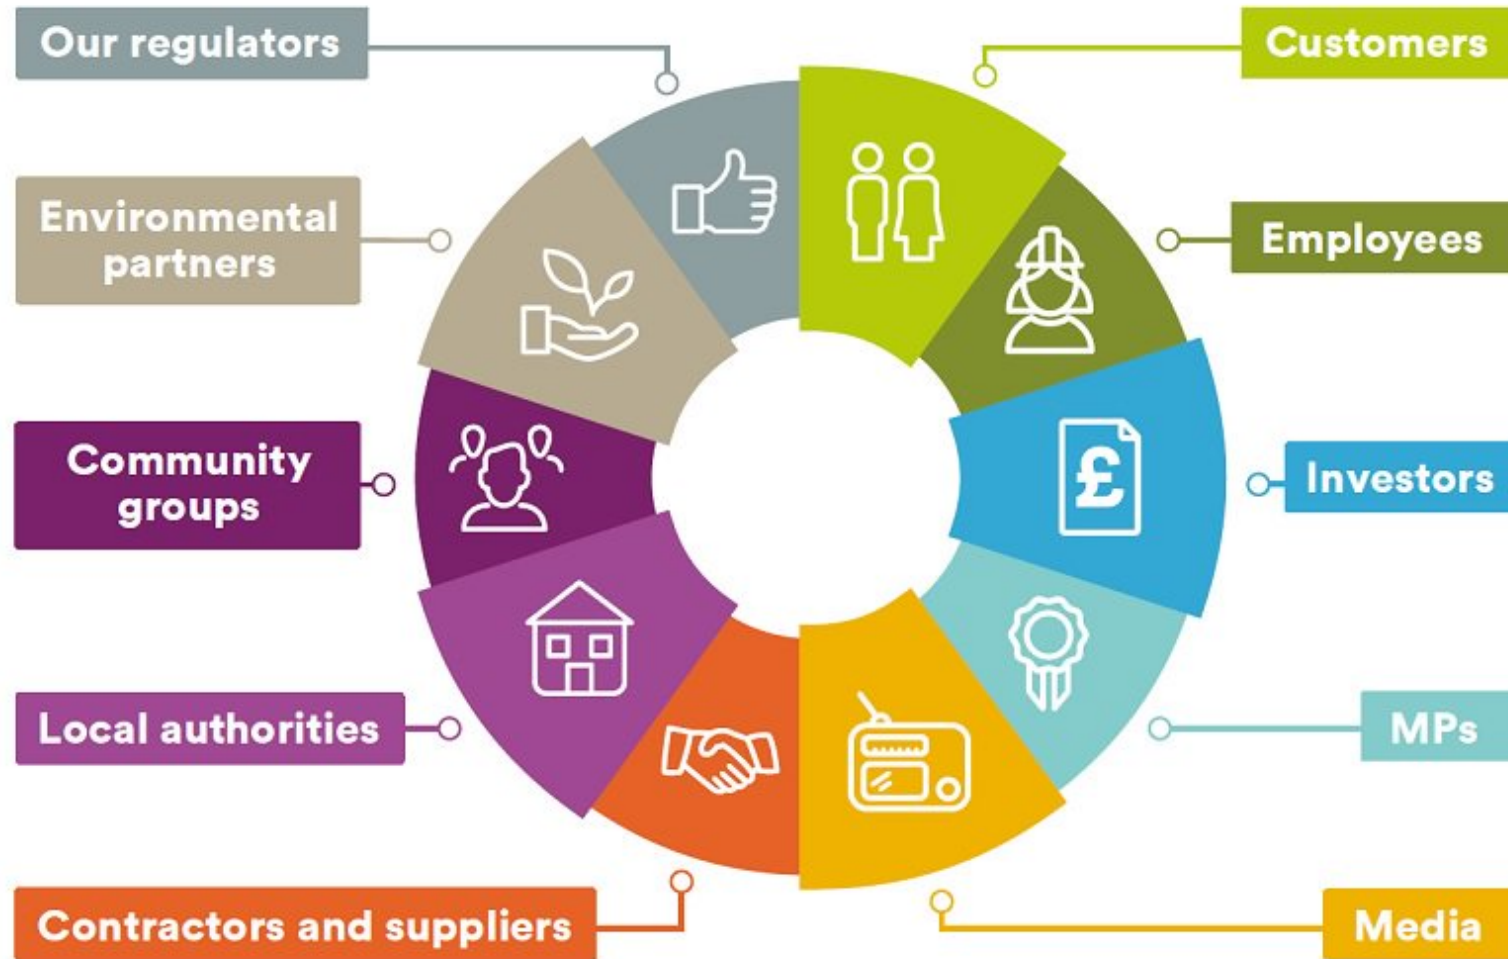 Our regulators
Customers
Environmental
partners
Employees
Community
groups
Investors
£
Local authorities
MPs
Contractors and suppliers
Media